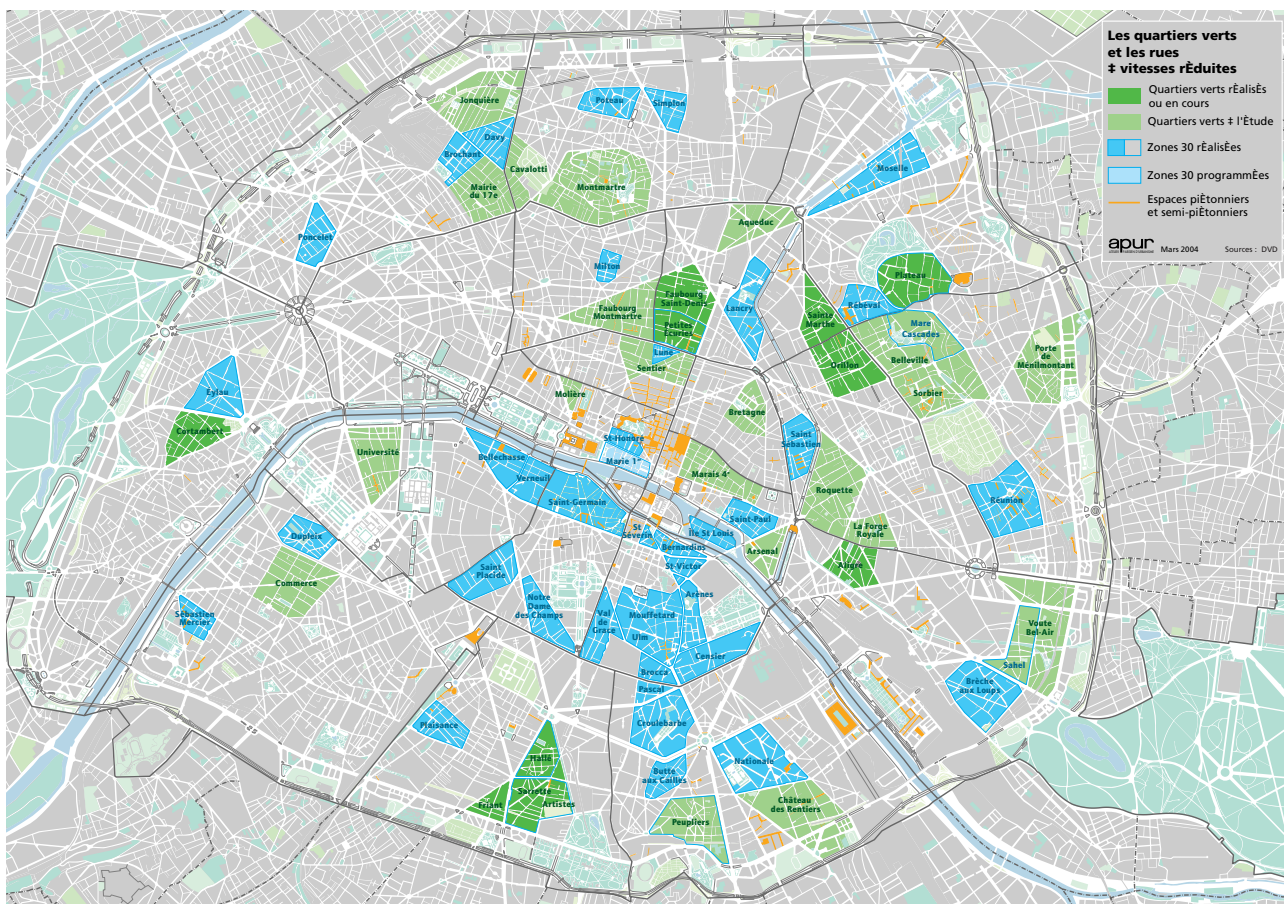 Les quartiers verts
et les rues
‡ vitesses rÈduites
Quartiers verts rÈalisÈs
ou en cours
Quartiers verts ‡ l'Ètude
Zones 30 rÈalisÈes
Zones 30 programmÈes
Espaces piÈtonniers
et semi-piÈtonniers
apur
Mars 2004
Sources : DVD
Jonquière
Poteau
Simplon
Davy
Brochant
Cavalotti
Mairie
du 17e
Montmartre
Moselle
Aqueduc
Poncelet
Milton
Plateau
Faubourg
Saint-Denis
Lancry
Rébéval
Faubourg
Montmartre
Petites
Ecuries
Sainte
Marthe
Mare
Cascades
Lune
Sentier
Belleville
Porte
de
Ménilmontant
Orillon
Eylau
Molière
Sorbier
Bretagne
Cortambert
St-Honoré
Saint
Sébastien
Université
Bellechasse
Marie 1er
Verneuil
Marais 4e
Roquette
Saint-Germain
Réunion
Saint-Paul
St
Séverin
Ile St Louis
La Forge
Royale
Dupleix
Bernardins
Arsenal
St-Victor
Aligre
Saint
Placide
Commerce
Notre
Dame
des Champs
Arènes
Val
de
Grace
Mouffetard
Sébastien
Mercier
Ulm
Voute
Bel-Air
Censier
Sahel
Brocca
Pascal
Brèche
aux Loups
Plaisance
Croulebarbe
Hallé
Nationale
Butte
aux Cailles
Sarrette
Friant
Artistes
Château
des Rentiers
Peupliers